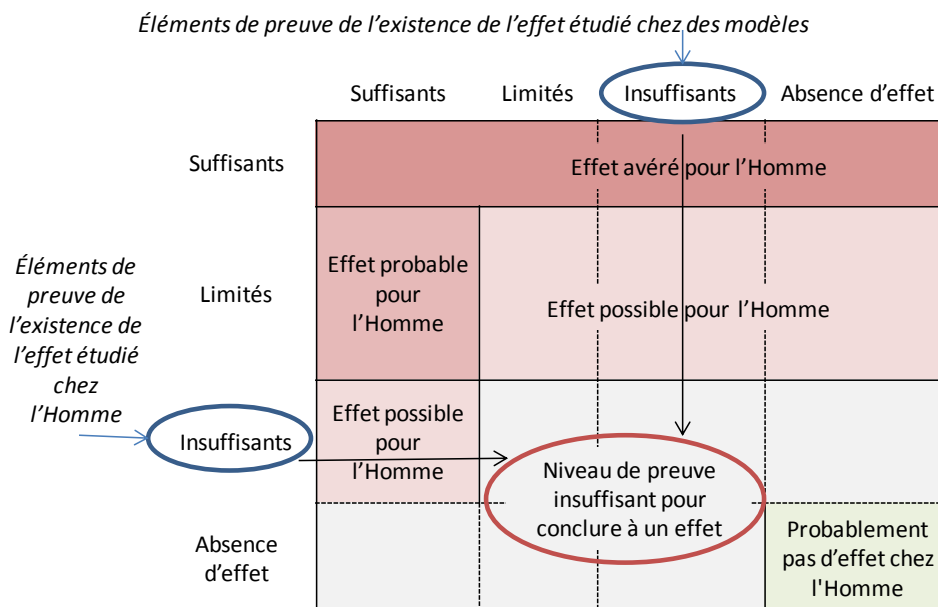 Éléments de preuve de l’existence de l’effet étudié chez des modèles
Suffisants Limités Insuffisants Absence d’effet
Suffisants
Effet avéré pour l’Homme
Éléments de
preuve de
l’existence de
l’effet étudié
chez
l’Homme
Limités
Effet probable
pour
l’Homme
Effet possible pour l’Homme
Insuffisants
Effet possible
pour
l’Homme
Niveau de preuve
insuffisant pour
conclure à un effet
Absence
d’effet
Probablement
pas d’effet chez
l'Homme